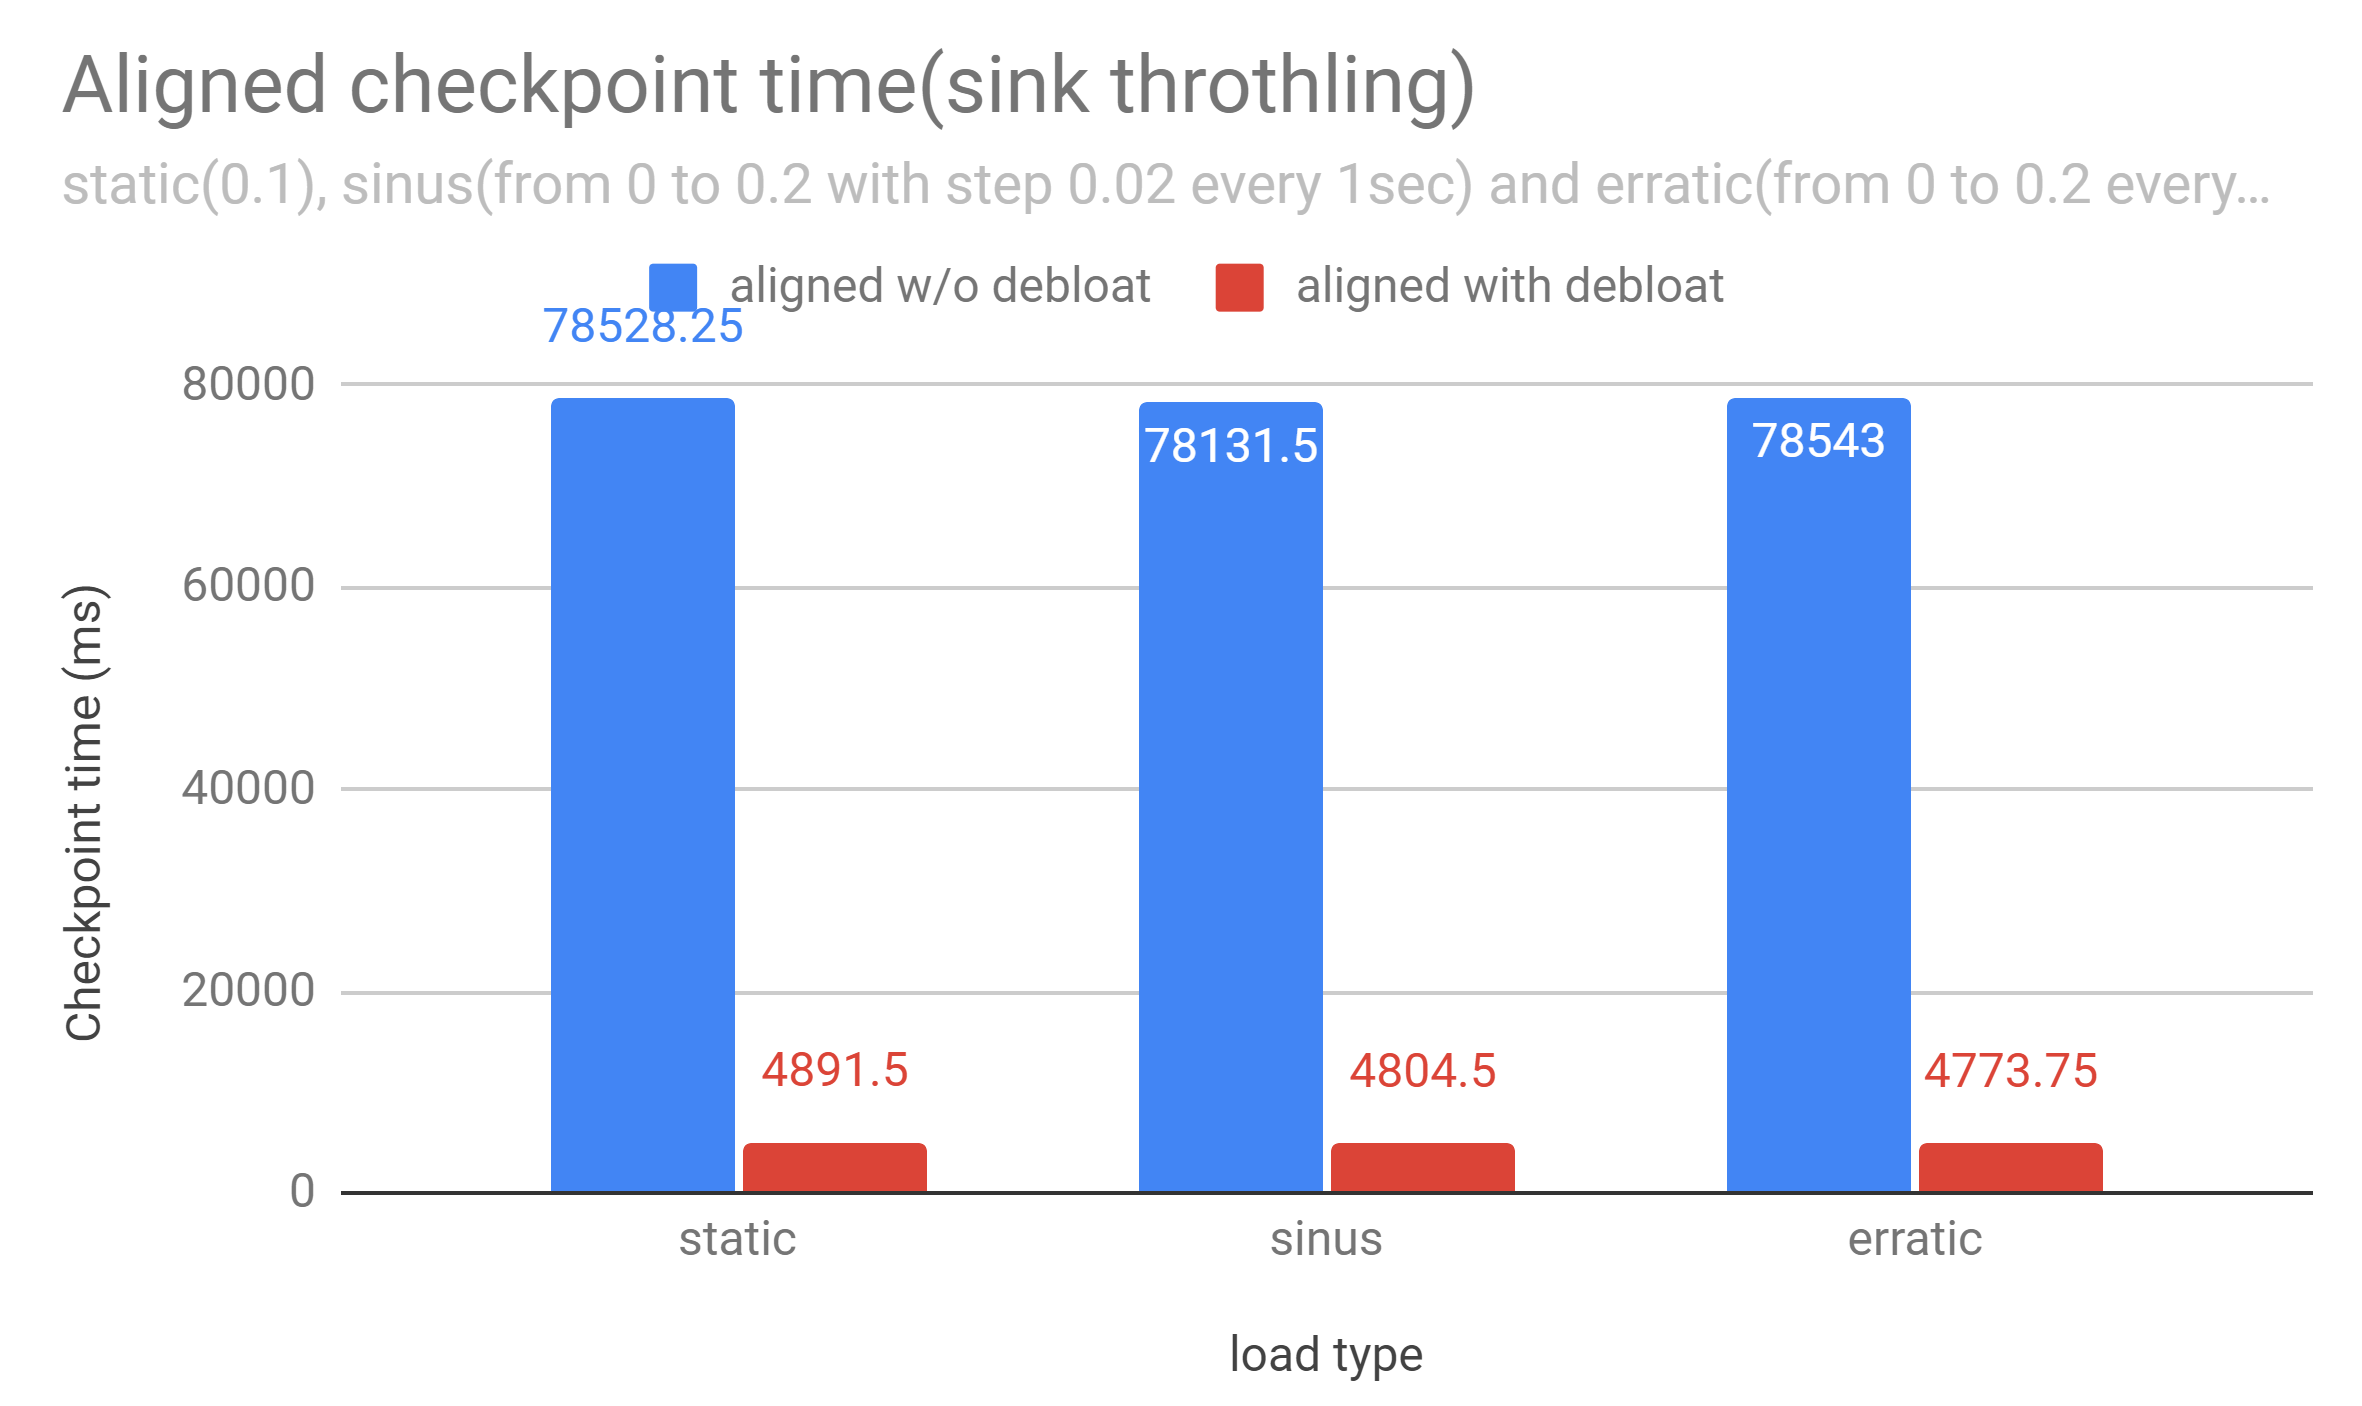 Aligned checkpoint time(sink throthling)
static(0.1), sinus(from 0 to 0.2 with step 0.02 every 1sec) and erratic(from 0 to 0.2 every...
aligned w/o debloat
aligned with debloat
78528.25
80000
78131.5
78543
60000
40000
20000
4891.5
4804.5
4773.75
0
Checkpoint time (ms)
static
sinus
erratic
load type